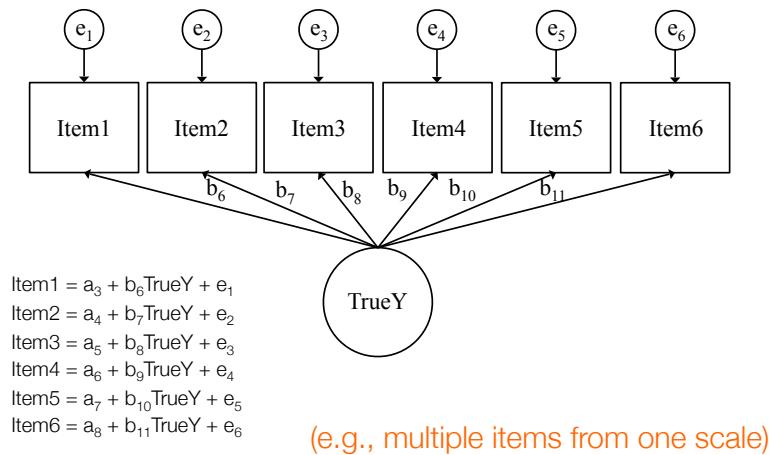 e₁ e₂ e₃ e₄ e₅ e₆
Item1 Item2 Item3 Item4 Item5 Item6
b₆ b₇ b₈ b₉ b₁₀ b₁₁
TrueY
Item1 = a₃ + b₆TrueY + e₁
Item2 = a₄ + b₇TrueY + e₂
Item3 = a₅ + b₈TrueY + e₃
Item4 = a₆ + b₉TrueY + e₄
Item5 = a₇ + b₁₀TrueY + e₅
Item6 = a₈ + b₁₁TrueY + e₆
(e.g., multiple items from one scale)